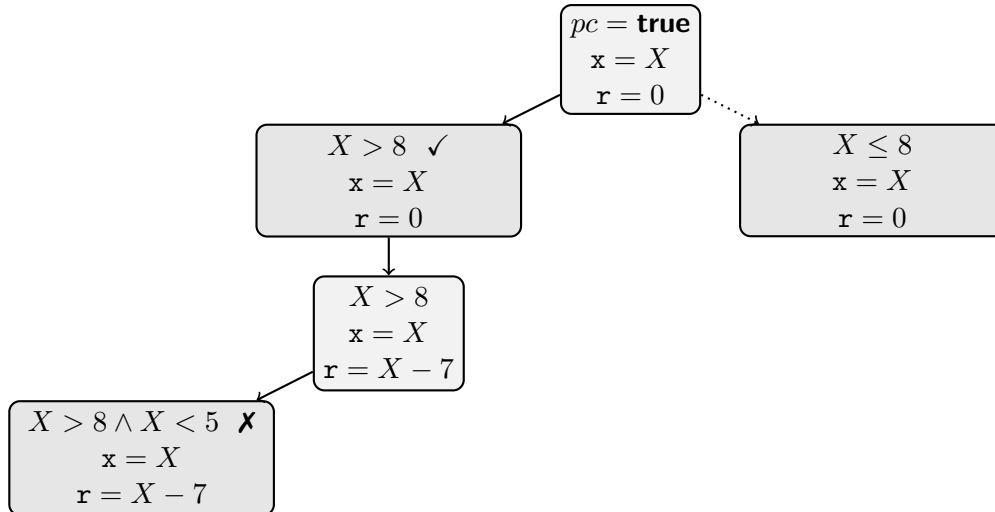 pc = true
x = X
r = 0
X > 8 ✓
x = X
r = 0
X ≤ 8
x = X
r = 0
X > 8
x = X
r = X − 7
X > 8 ∧ X < 5 ✗
x = X
r = X − 7